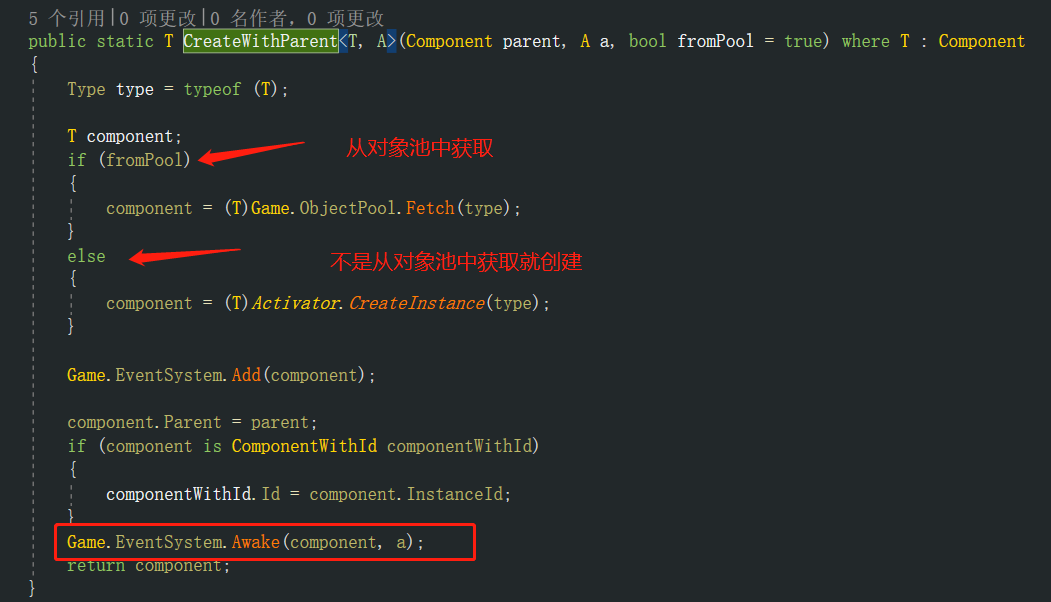 5 个引用|0 项更改|0 名作者，0 项更改
public static T CreateWithParent<T, A>(Component parent, A a, bool fromPool = true) where T : Component
{
Type type = typeof (T);
T component;
if (fromPool) 从对象池中获取
{
component = (T)Game.ObjectPool.Fetch(type);
}
else 不是从对象池中获取就创建
{
component = (T)Activator.CreateInstance(type);
}
Game.EventSystem.Add(component);
component.Parent = parent;
if (component is ComponentWithId componentWithId)
{
componentWithId.Id = component.InstanceId;
}
Game.EventSystem.Awake(component, a);
return component;
}